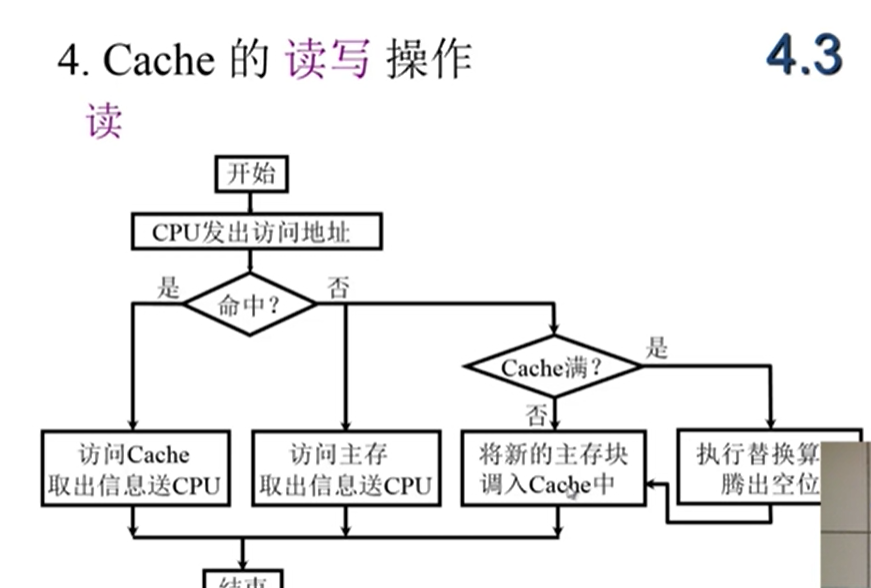 4. Cache 的 读写 操作
4.3
读
开始
CPU发出访问地址
命中?
是
否
Cache满?
是
否
访问Cache
取出信息送CPU
访问主存
取出信息送CPU
将新的主存块
调入Cache中
执行替换算
腾出空位
结束